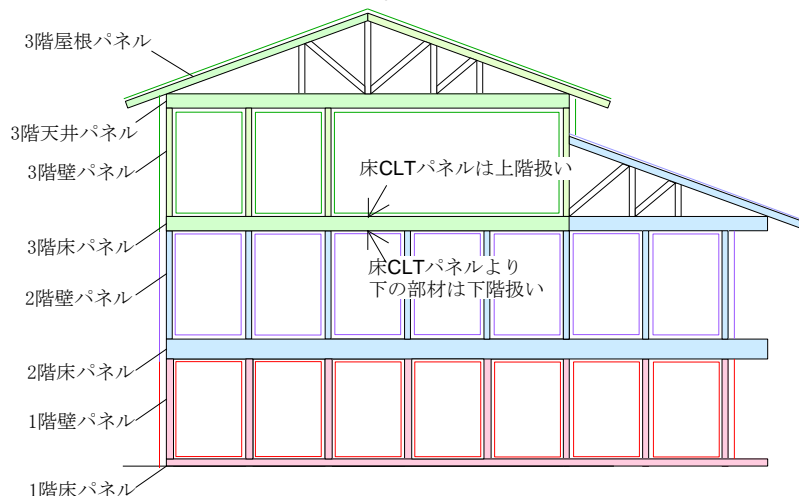 3階屋根パネル
3階天井パネル
3階壁パネル
床CLTパネルは上階扱い
3階床パネル
床CLTパネルより
下の部材は下階扱い
2階壁パネル
2階床パネル
1階壁パネル
1階床パネル